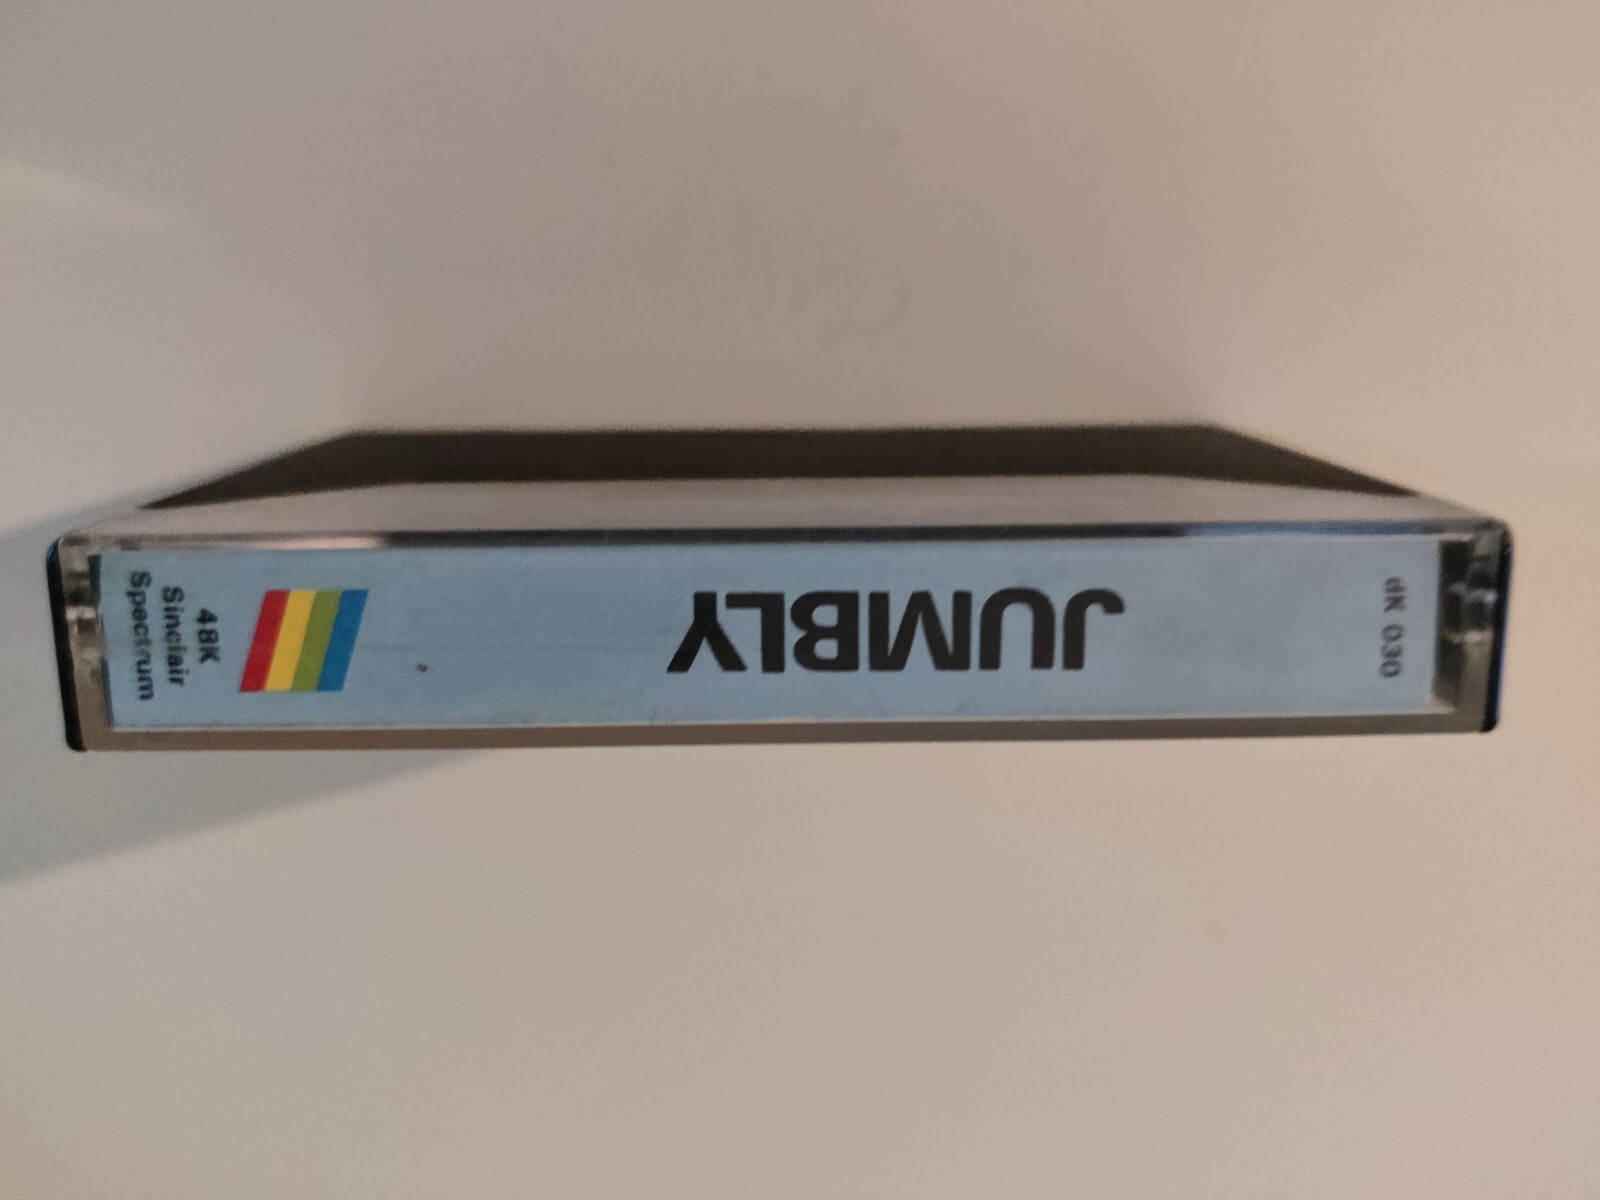 dK 030
JUMBLY
48K
Sinclair
Spectrum